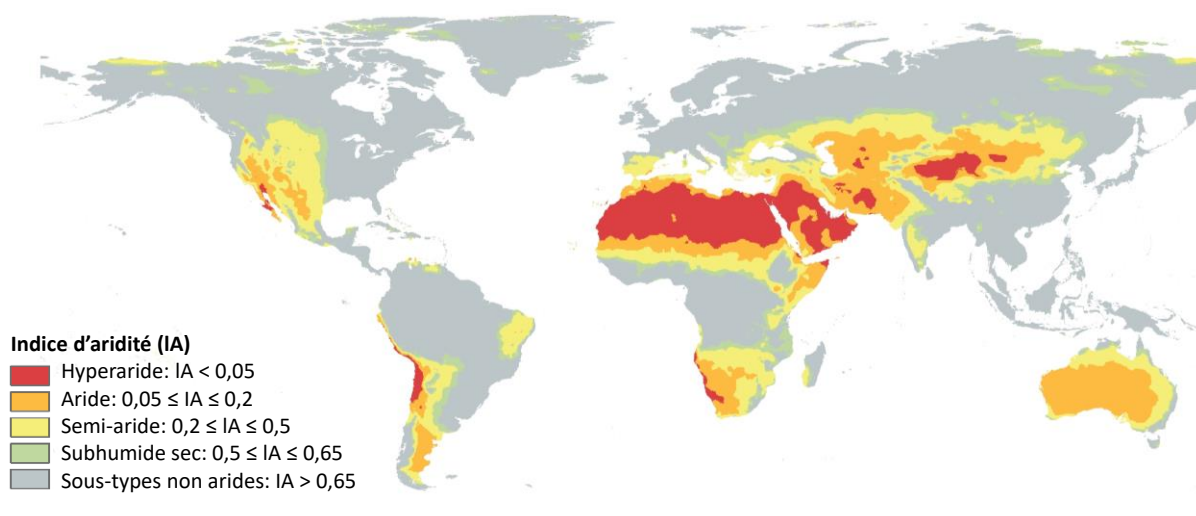 Indice d'aridité (IA)
Hyperaride: IA < 0,05
Aride: 0,05 ≤ IA ≤ 0,2
Semi-aride: 0,2 ≤ IA ≤ 0,5
Subhumide sec: 0,5 ≤ IA ≤ 0,65
Sous-types non arides: IA > 0,65